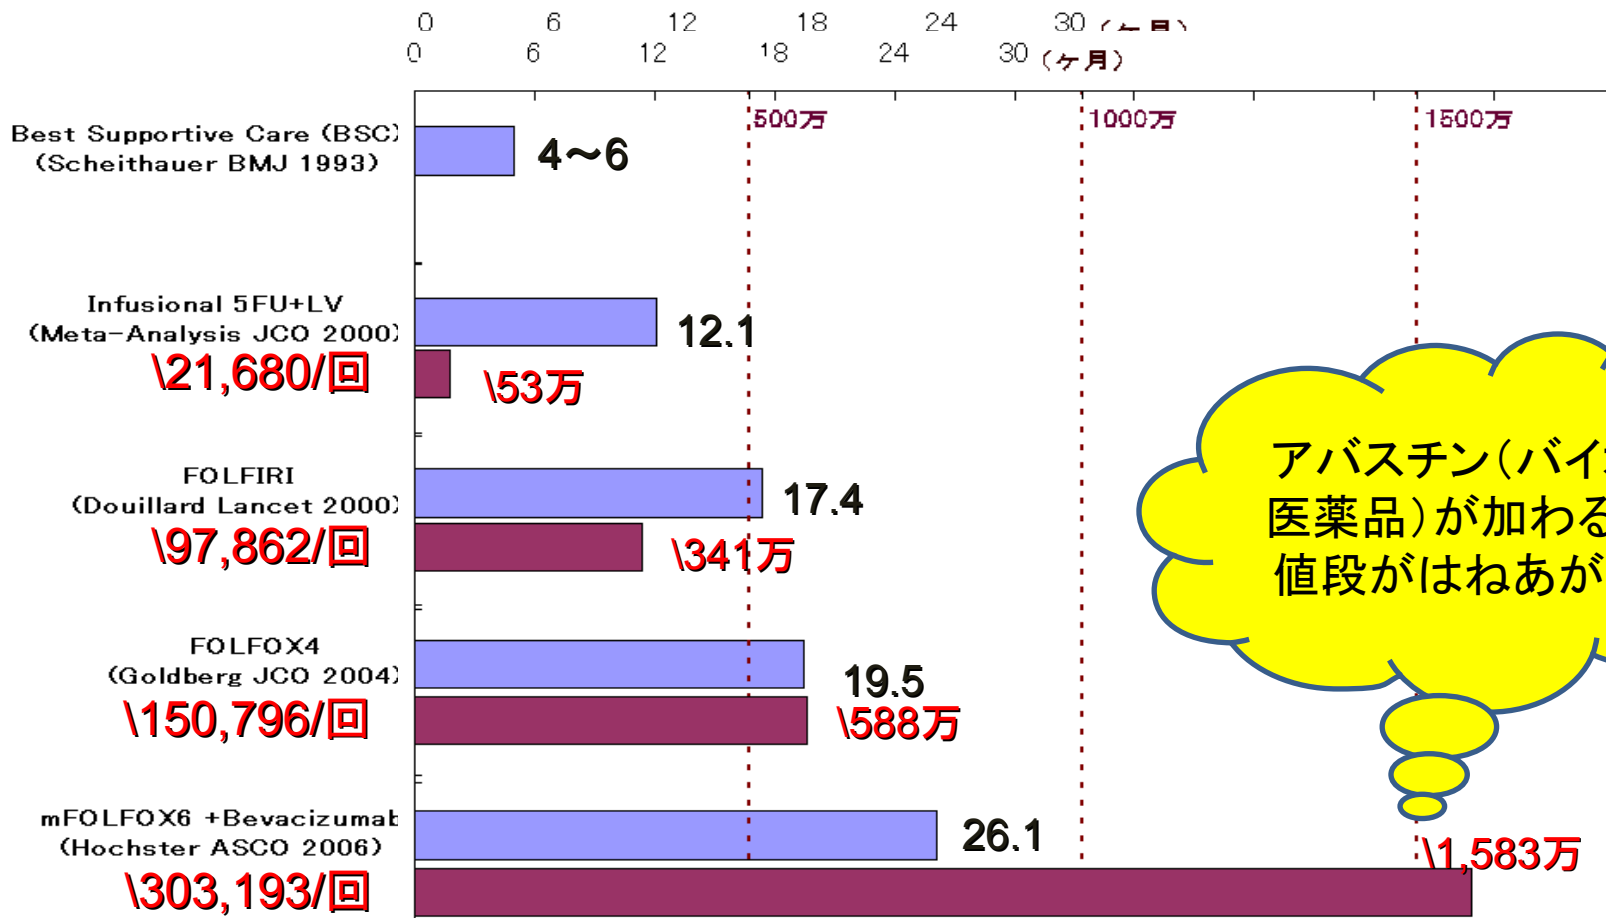 0 6 12 18 24 30 (ヶ月)
0 6 12 18 24 30 (ヶ月)
500万 1000万 1500万
Best Supportive Care (BSC)
(Scheithauer BMJ 1993)
4～6
Infusional 5FU+LV
(Meta-Analysis JCO 2000)
12.1
\21,680/回
\53万
FOLFIRI
(Douillard Lancet 2000)
17.4
\97,862/回
\341万
アバスチン（バイオ
医薬品）が加わる
値段がはねあが
FOLFOX4
(Goldberg JCO 2004)
19.5
\150,796/回
\588万
mFOLFOX6 +Bevacizumab
(Hochster ASCO 2006)
26.1
\303,193/回
\1,583万